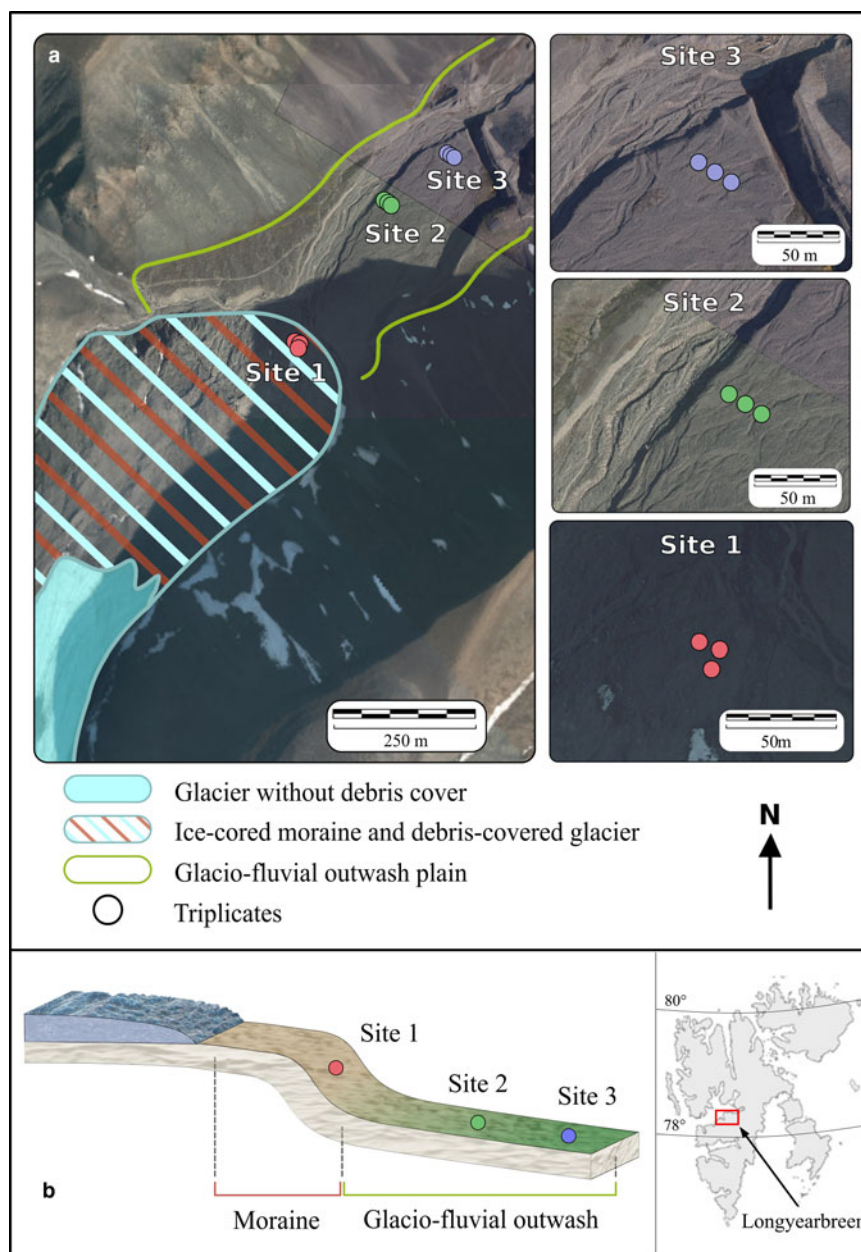 a
Site 3
Site 2
Site 1
250 m
Site 3
50 m
Site 2
50 m
Site 1
50m
Glacier without debris cover
Ice-cored moraine and debris-covered glacier
Glacio-fluvial outwash plain
Triplicates
N
Site 1
Site 2
Site 3
b
Moraine
Glacio-fluvial outwash
80°
78°
Longyearbreen